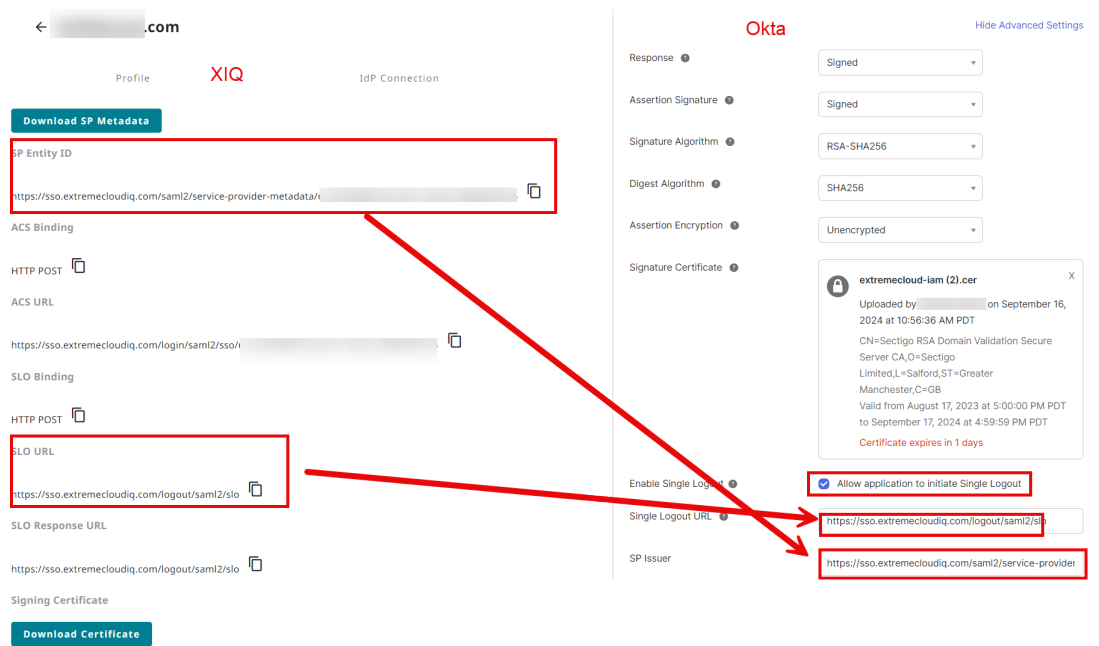 .com
XIQ
Profile
IdP Connection
Download SP Metadata
SP Entity ID
https://sso.extremecloudiq.com/saml2/service-provider-metadata/
ACS Binding
HTTP POST
ACS URL
https://sso.extremecloudiq.com/login/saml2/sso/
SLO Binding
HTTP POST
SLO URL
https://sso.extremecloudiq.com/logout/saml2/slo
SLO Response URL
https://sso.extremecloudiq.com/logout/saml2/slo
Signing Certificate
Download Certificate
Okta
Hide Advanced Settings
Response
Signed
Assertion Signature
Signed
Signature Algorithm
RSA-SHA256
Digest Algorithm
SHA256
Assertion Encryption
Unencrypted
Signature Certificate
extremecloud-iam (2).cer
X
Uploaded by on September 16,
2024 at 10:56:36 AM PDT
CN=Sectigo RSA Domain Validation Secure
Server CA,O=Sectigo
Limited,L=Salford,ST=Greater
Manchester,C=GB
Valid from August 17, 2023 at 5:00:00 PM PDT
to September 17, 2024 at 4:59:59 PM PDT
Certificate expires in 1 days
Enable Single Logout
Allow application to initiate Single Logout
Single Logout URL
https://sso.extremecloudiq.com/logout/saml2/slo
SP Issuer
https://sso.extremecloudiq.com/saml2/service-provider